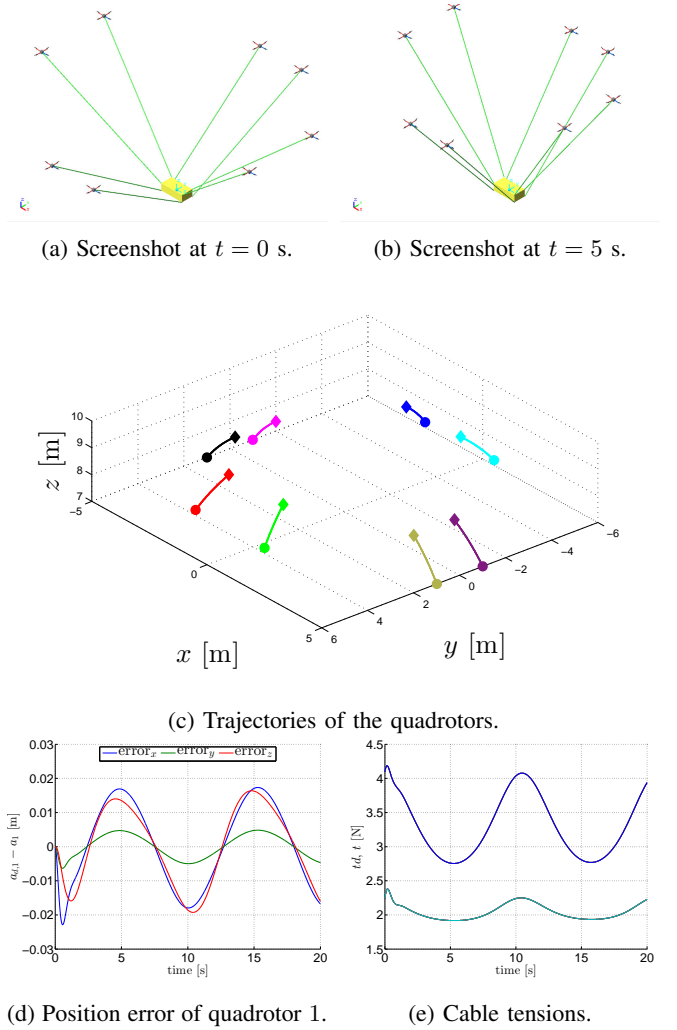 (a) Screenshot at t = 0 s.
(b) Screenshot at t = 5 s.
10
9
8
7
z [m]
−5
0
5
x [m]
6
4
2
0
−2
−4
−6
y [m]
(c) Trajectories of the quadrotors.
0.03
0.02
0.01
0
−0.01
−0.02
−0.03
a_{d,1} − a_1 [m]
error_x error_y error_z
0 5 10 15 20
time [s]
4.5
4
3.5
3
2.5
2
1.5
td, t [N]
0 5 10 15 20
time [s]
(d) Position error of quadrotor 1.
(e) Cable tensions.